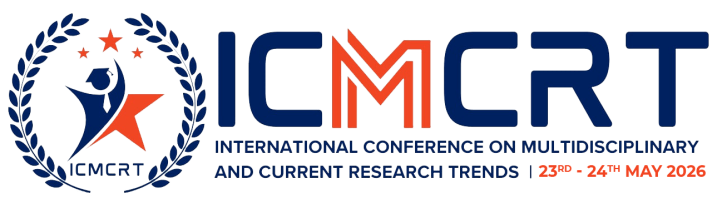 ICMCRT
ICMCRT
INTERNATIONAL CONFERENCE ON MULTIDISCIPLINARY
AND CURRENT RESEARCH TRENDS | 23RD - 24TH MAY 2026